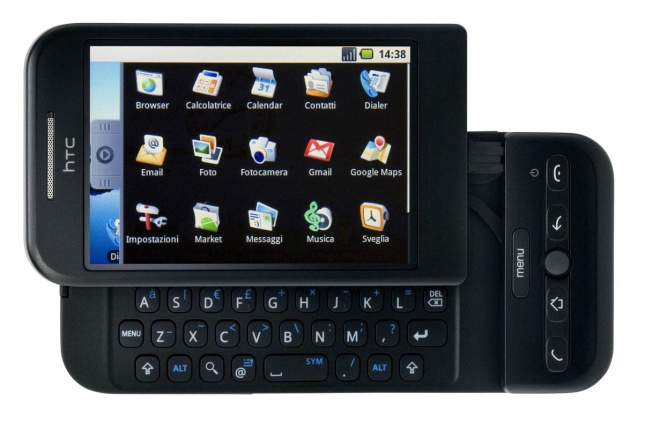 14:38
Browser Calcolatrice Calendar Contatti Dialer
31
@
Email Foto Fotocamera Gmail Google Maps
Impostazioni Market Messaggi Musica Sveglia
hTC
menu
A à S | D € F £ G + H × J - K + L = DEL
MENU Z - X ~ C < V > B \ N : M ; , ?
ALT @ SYM . / ALT